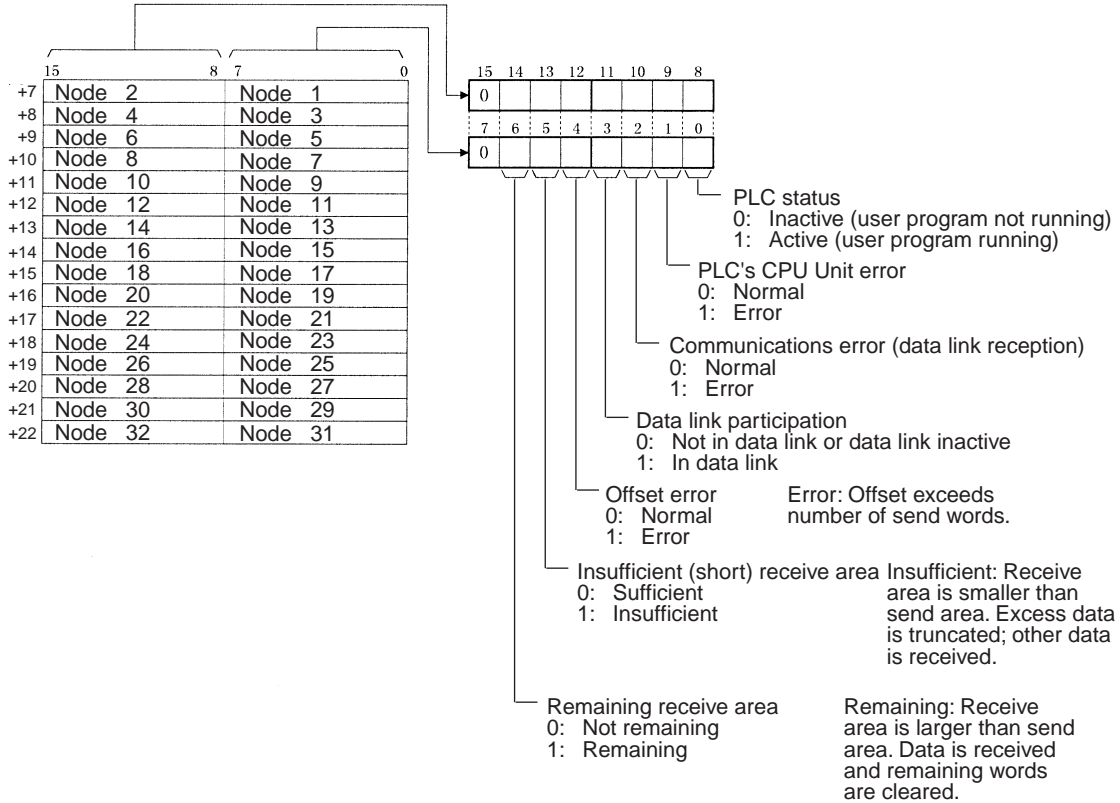 15 8 7 0
+7 Node 2 Node 1
+8 Node 4 Node 3
+9 Node 6 Node 5
+10 Node 8 Node 7
+11 Node 10 Node 9
+12 Node 12 Node 11
+13 Node 14 Node 13
+14 Node 16 Node 15
+15 Node 18 Node 17
+16 Node 20 Node 19
+17 Node 22 Node 21
+18 Node 24 Node 23
+19 Node 26 Node 25
+20 Node 28 Node 27
+21 Node 30 Node 29
+22 Node 32 Node 31
15 14 13 12 11 10 9 8
0
7 6 5 4 3 2 1 0
0
PLC status
0: Inactive (user program not running)
1: Active (user program running)
PLC's CPU Unit error
0: Normal
1: Error
Communications error (data link reception)
0: Normal
1: Error
Data link participation
0: Not in data link or data link inactive
1: In data link
Offset error
0: Normal
1: Error
Error: Offset exceeds
number of send words.
Insufficient (short) receive area
0: Sufficient
1: Insufficient
Insufficient: Receive
area is smaller than
send area. Excess data
is truncated; other data
is received.
Remaining receive area
0: Not remaining
1: Remaining
Remaining: Receive
area is larger than send
area. Data is received
and remaining words
are cleared.